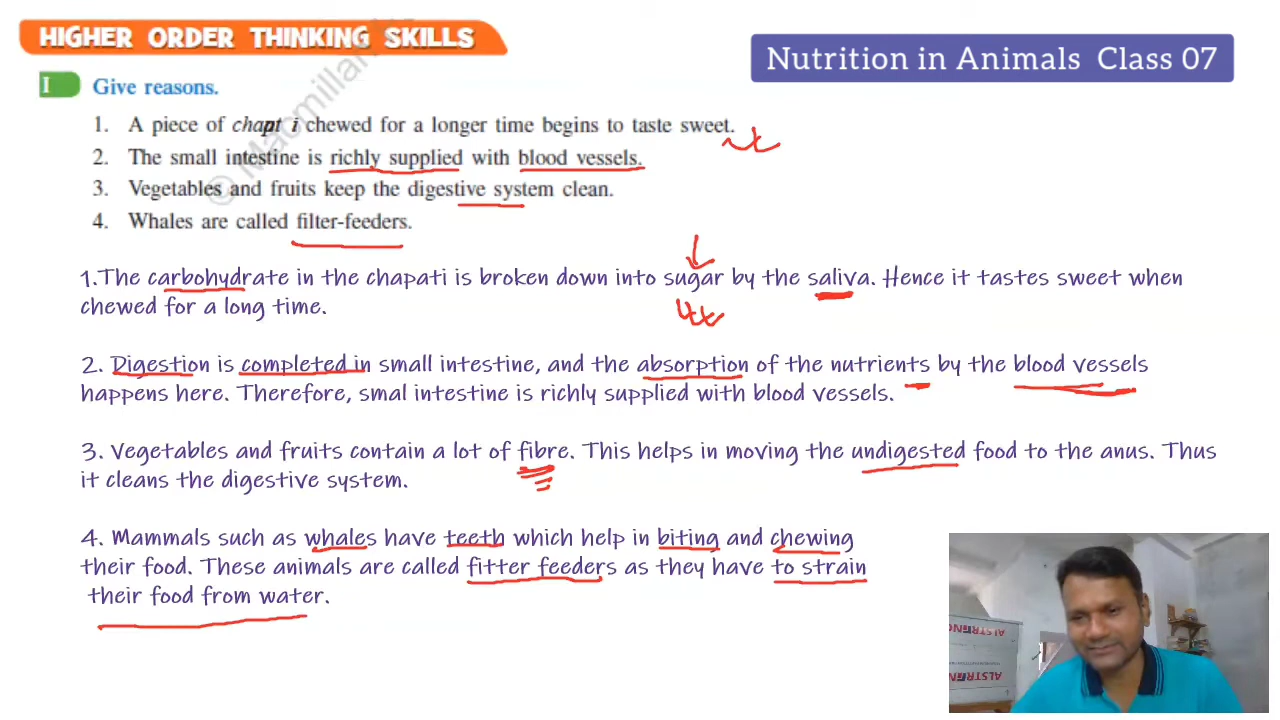 HIGHER ORDER THINKING SKILLS
Nutrition in Animals Class 07
I Give reasons.
1. A piece of chapt i chewed for a longer time begins to taste sweet.
2. The small intestine is richly supplied with blood vessels.
3. Vegetables and fruits keep the digestive system clean.
4. Whales are called filter-feeders.
© Macmillan
1.The carbohydrate in the chapati is broken down into sugar by the saliva. Hence it tastes sweet when
chewed for a long time.
2. Digestion is completed in small intestine, and the absorption of the nutrients by the blood vessels
happens here. Therefore, smal intestine is richly supplied with blood vessels.
3. Vegetables and fruits contain a lot of fibre. This helps in moving the undigested food to the anus. Thus
it cleans the digestive system.
4. Mammals such as whales have teeth which help in biting and chewing
their food. These animals are called fitter feeders as they have to strain
their food from water.
ALSTRONG
ALSTRONG